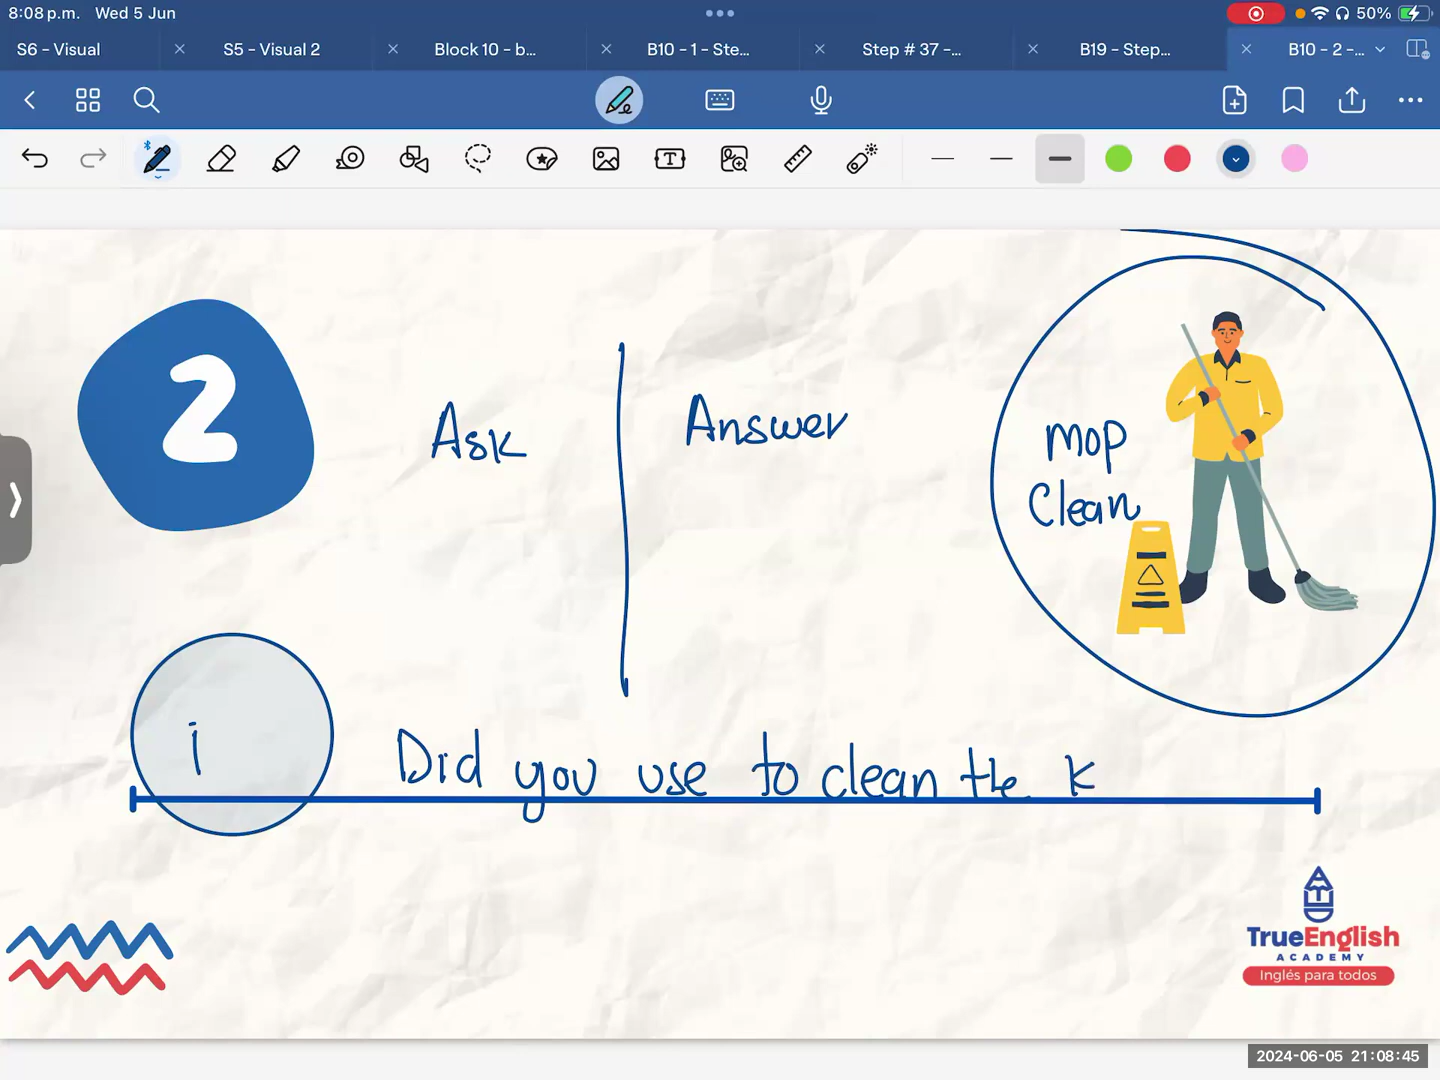 8:08 p.m. Wed 5 Jun
50%
S6 - Visual
S5 - Visual 2
Block 10 - b...
B10 - 1 - Ste...
Step # 37 -...
B19 - Step...
B10 - 2 -...
2
Ask
Answer
mop
Clean
i
Did you use to clean the k
TrueEnglish
ACADEMY
Inglés para todos
2024-06-05 21:08:45